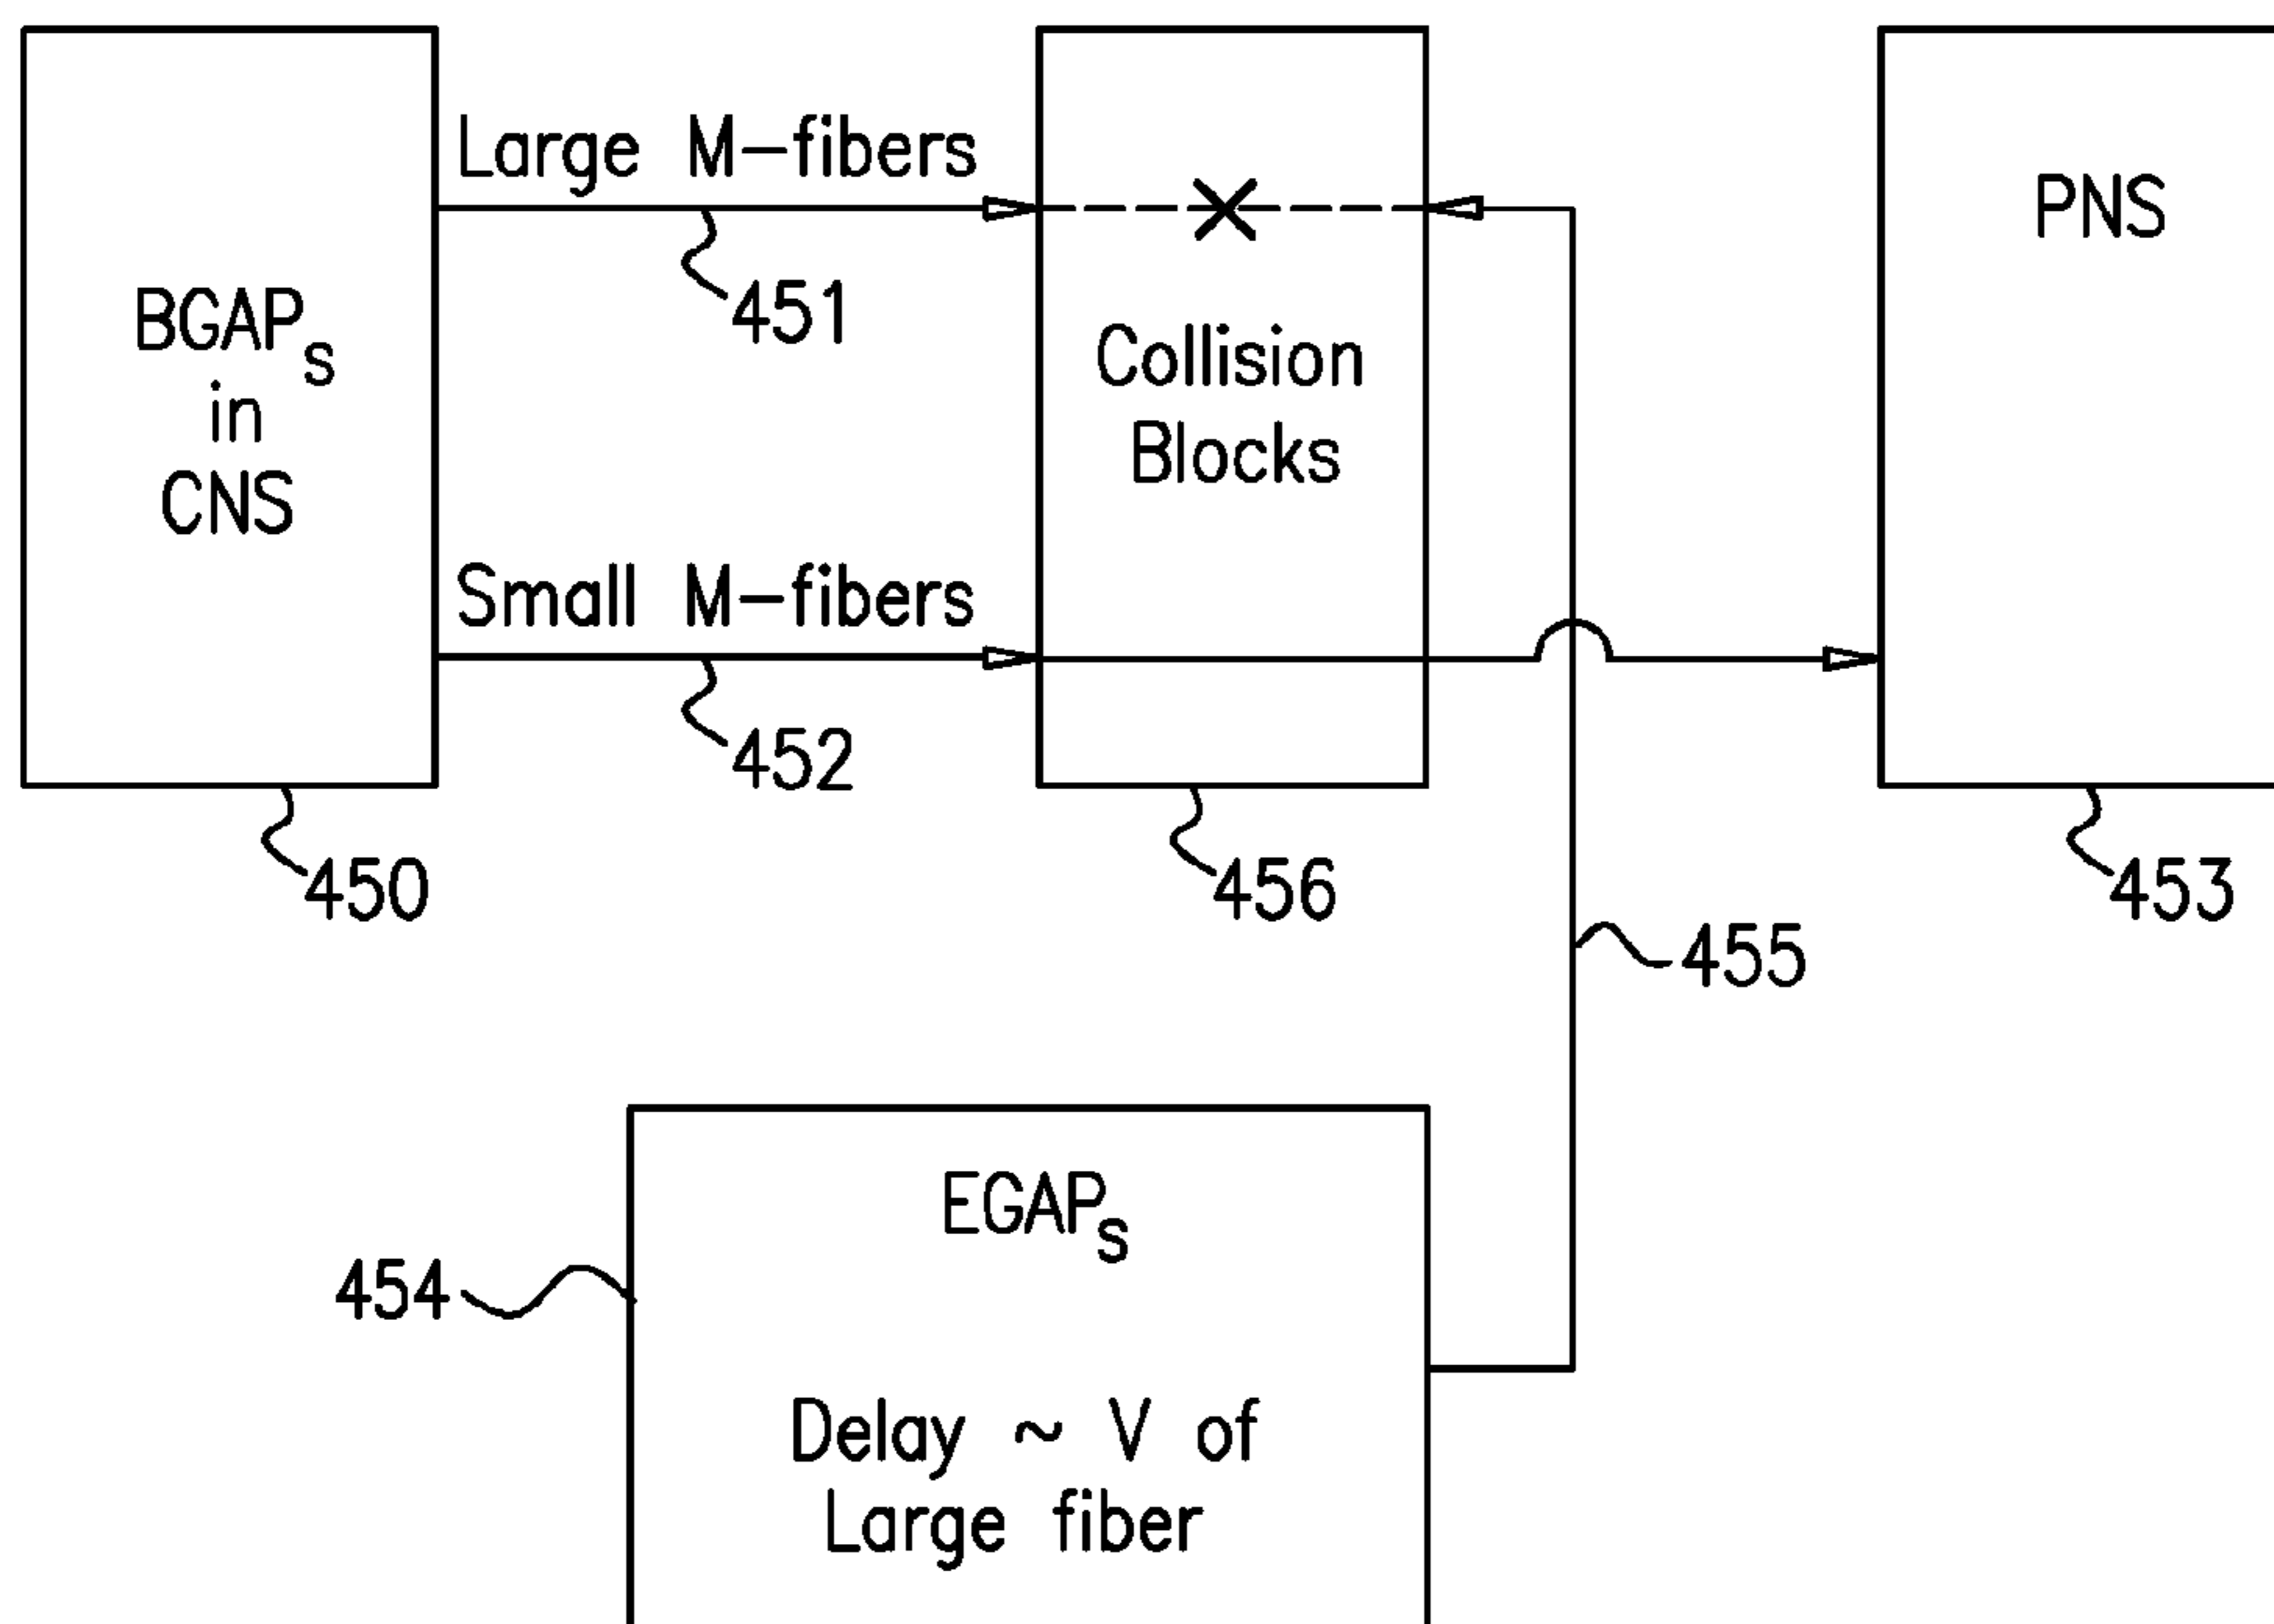 BGAPs
in
CNS
450
Large M-fibers
451
Small M-fibers
452
Collision
Blocks
456
PNS
453
455
EGAPs
454
Delay ~ V of
Large fiber